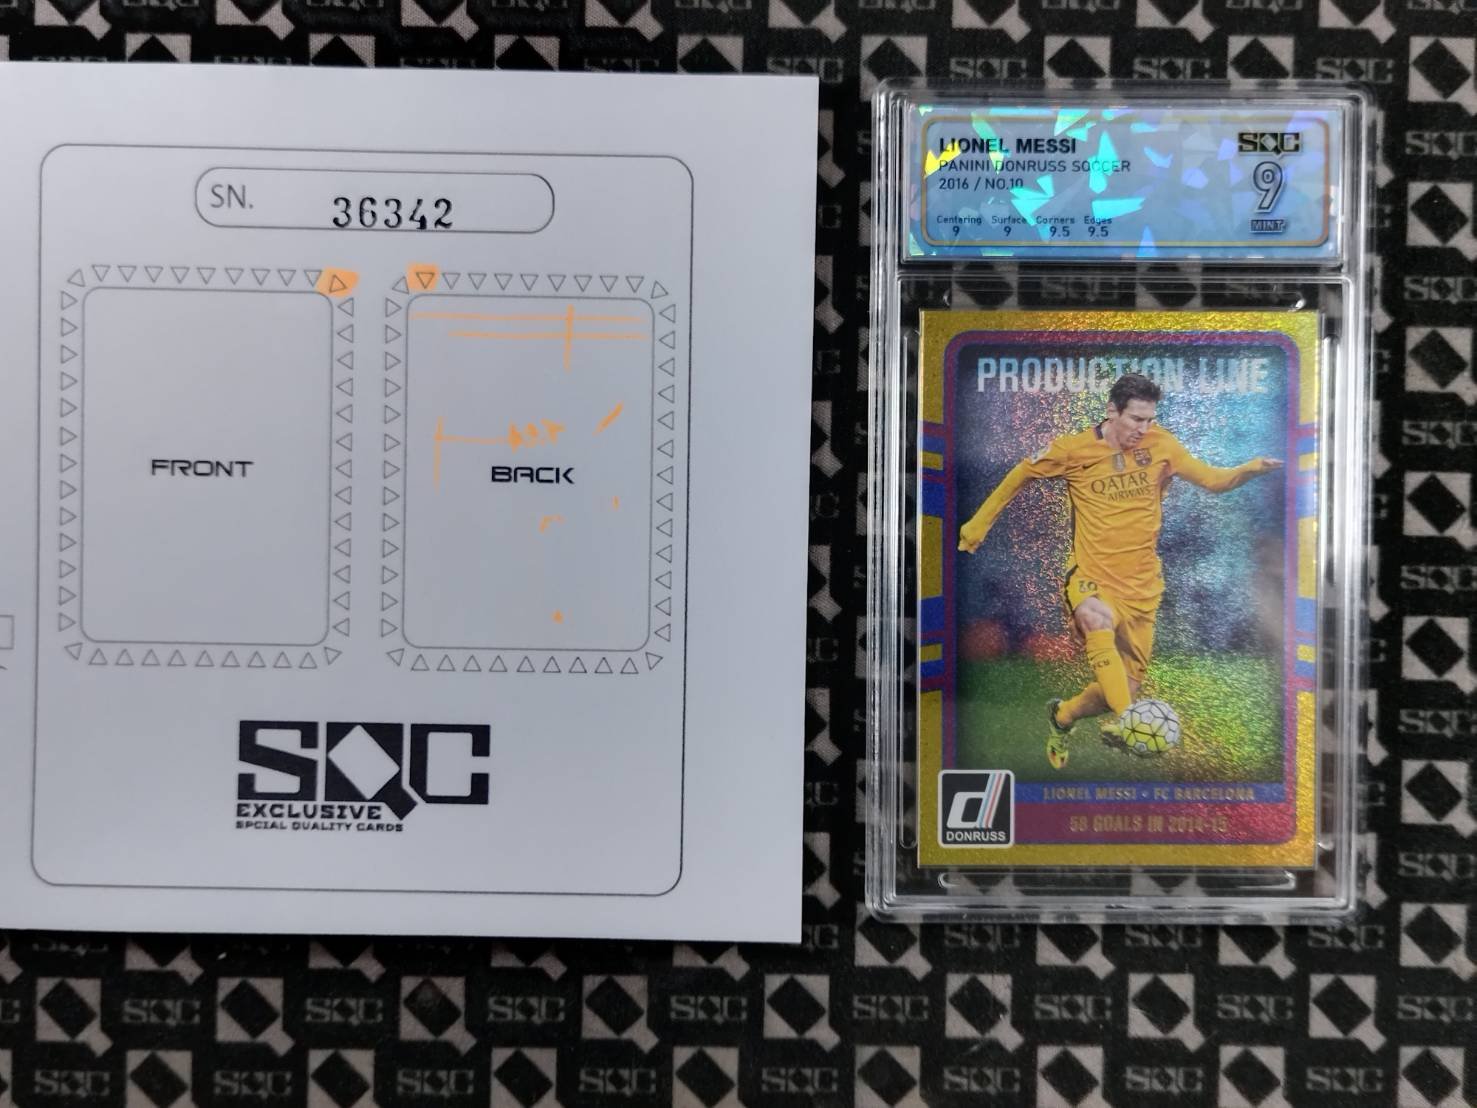 SN. 36342
FRONT
BACK
SQC
EXCLUSIVE
SPCIAL QUALITY CARDS
LIONEL MESSI
PANINI DONRUSS SOCCER
2016 / NO.10
Centering Surface Corners Edges
9 9 9.5 9.5
SQC
9
MINT
PRODUCTION LINE
QATAR
AIRWAYS
FCB
LIONEL MESSI • FC BARCELONA
58 GOALS IN 2014-15
d
DONRUSS